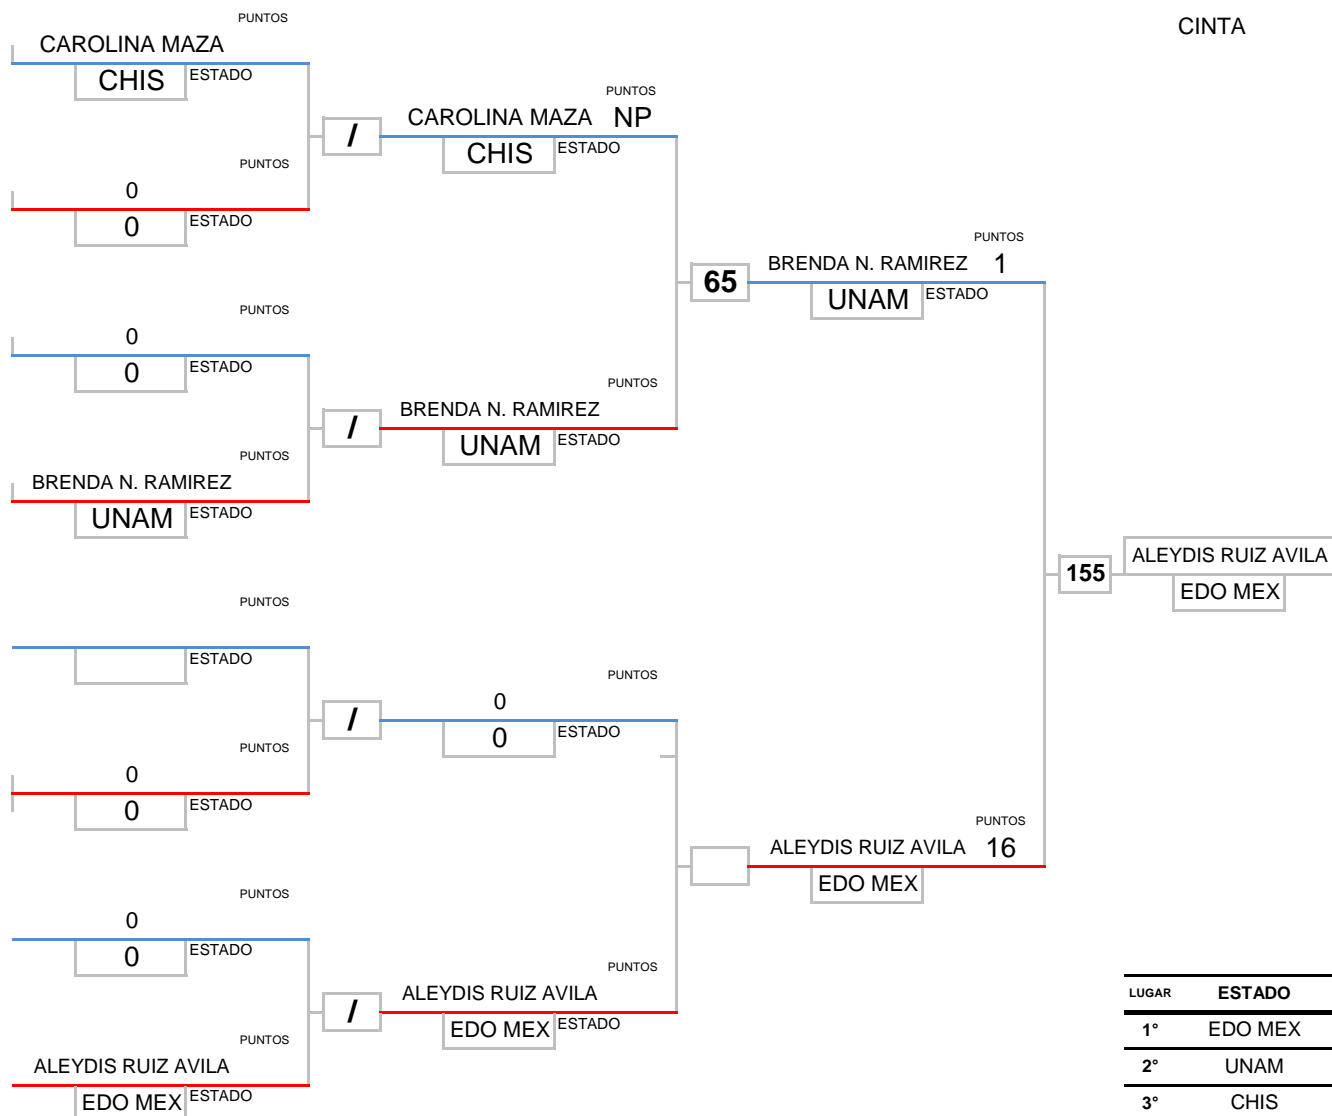 PUNTOS
CINTA
CAROLINA MAZA
CHIS ESTADO
PUNTOS
/ CAROLINA MAZA NP
CHIS ESTADO
PUNTOS
0
0 ESTADO
PUNTOS
65 BRENDA N. RAMIREZ 1
UNAM ESTADO
PUNTOS
0
0 ESTADO
PUNTOS
/ BRENDA N. RAMIREZ
UNAM ESTADO
PUNTOS
BRENDA N. RAMIREZ
UNAM ESTADO
155 ALEYDIS RUIZ AVILA
EDO MEX
PUNTOS
ESTADO
PUNTOS
/ 0
0 ESTADO
PUNTOS
0
0 ESTADO
PUNTOS
ALEYDIS RUIZ AVILA 16
EDO MEX
PUNTOS
0
0 ESTADO
PUNTOS
/ ALEYDIS RUIZ AVILA
EDO MEX ESTADO
PUNTOS
ALEYDIS RUIZ AVILA
EDO MEX ESTADO
LUGAR ESTADO
1° EDO MEX
2° UNAM
3° CHIS